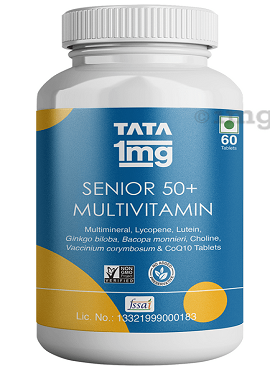 TATA
1mg
60
Tablets
SENIOR 50+
MULTIVITAMIN
Multimineral, Lycopene, Lutein,
Ginkgo biloba, Bacopa monnieri, Choline,
Vaccinium corymbosum & CoQ10 Tablets
NON
GMO
VERIFIED
fssai
Lic. No.: 13321999000183